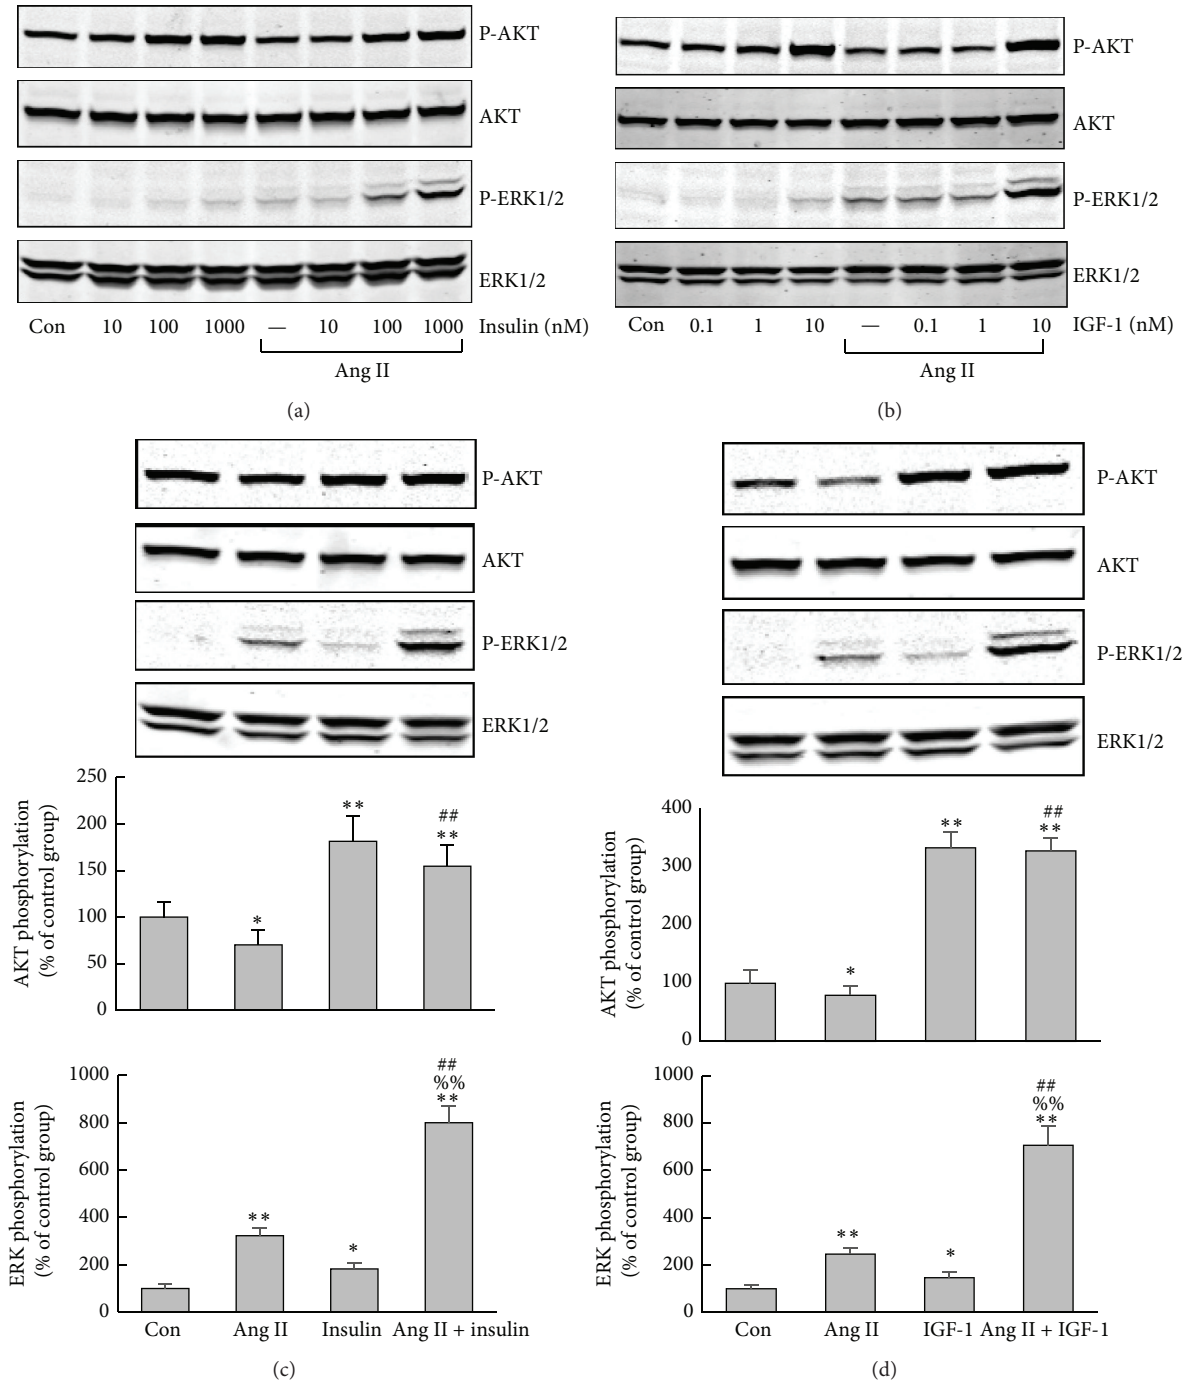 P-AKT
AKT
P-ERK1/2
ERK1/2
Con 10 100 1000 — 10 100 1000 Insulin (nM)
Ang II
(a)
P-AKT
AKT
P-ERK1/2
ERK1/2
Con 0.1 1 10 — 0.1 1 10 IGF-1 (nM)
Ang II
(b)
P-AKT
AKT
P-ERK1/2
ERK1/2
AKT phosphorylation
(% of control group)
250
200
150
100
50
0
*
**
##
**
ERK phosphorylation
(% of control group)
1000
800
600
400
200
0
**
*
##
%%
**
Con Ang II Insulin Ang II + insulin
(c)
P-AKT
AKT
P-ERK1/2
ERK1/2
AKT phosphorylation
(% of control group)
400
300
200
100
0
*
**
##
**
ERK phosphorylation
(% of control group)
1000
800
600
400
200
0
**
*
##
%%
**
Con Ang II IGF-1 Ang II + IGF-1
(d)